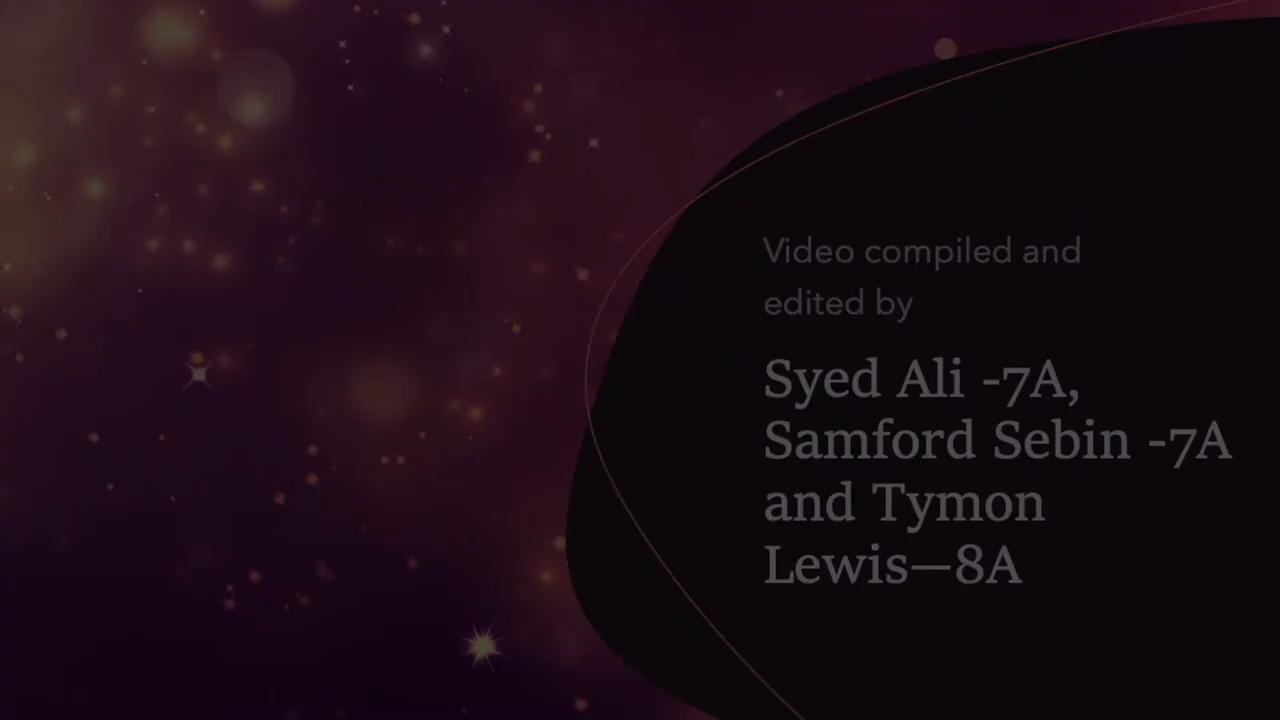 Video compiled and
edited by
Syed Ali -7A,
Samford Sebin -7A
and Tymon
Lewis—8A